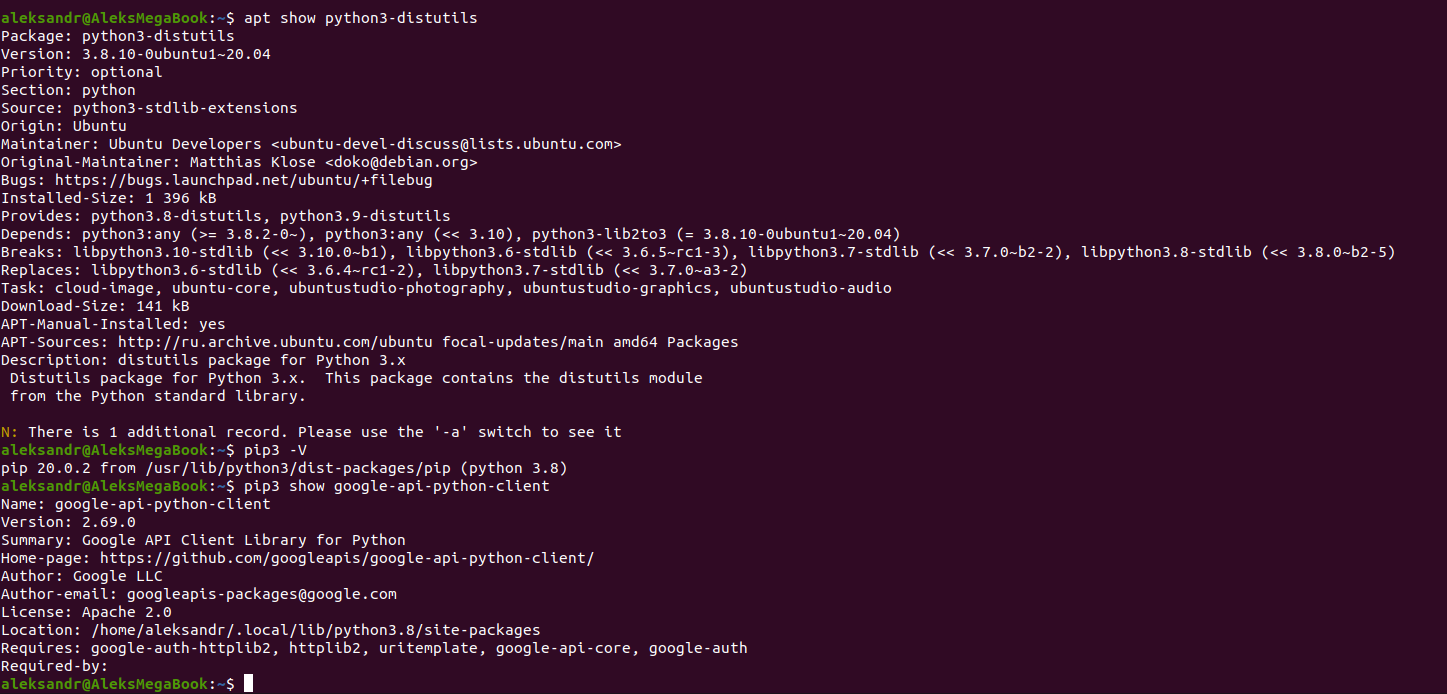 aleksandr@AleksMegaBook:~$ apt show python3-distutils
Package: python3-distutils
Version: 3.8.10-0ubuntu1~20.04
Priority: optional
Section: python
Source: python3-stdlib-extensions
Origin: Ubuntu
Maintainer: Ubuntu Developers <ubuntu-devel-discuss@lists.ubuntu.com>
Original-Maintainer: Matthias Klose <doko@debian.org>
Bugs: https://bugs.launchpad.net/ubuntu/+filebug
Installed-Size: 1 396 kB
Provides: python3.8-distutils, python3.9-distutils
Depends: python3:any (>= 3.8.2-0~), python3:any (<< 3.10), python3-lib2to3 (= 3.8.10-0ubuntu1~20.04)
Breaks: libpython3.10-stdlib (<< 3.10.0~b1), libpython3.6-stdlib (<< 3.6.5~rc1-3), libpython3.7-stdlib (<< 3.7.0~b2-2), libpython3.8-stdlib (<< 3.8.0~b2-5)
Replaces: libpython3.6-stdlib (<< 3.6.4~rc1-2), libpython3.7-stdlib (<< 3.7.0~a3-2)
Task: cloud-image, ubuntu-core, ubuntustudio-photography, ubuntustudio-graphics, ubuntustudio-audio
Download-Size: 141 kB
APT-Manual-Installed: yes
APT-Sources: http://ru.archive.ubuntu.com/ubuntu focal-updates/main amd64 Packages
Description: distutils package for Python 3.x
 Distutils package for Python 3.x.  This package contains the distutils module
 from the Python standard library.

N: There is 1 additional record. Please use the '-a' switch to see it
aleksandr@AleksMegaBook:~$ pip3 -V
pip 20.0.2 from /usr/lib/python3/dist-packages/pip (python 3.8)
aleksandr@AleksMegaBook:~$ pip3 show google-api-python-client
Name: google-api-python-client
Version: 2.69.0
Summary: Google API Client Library for Python
Home-page: https://github.com/googleapis/google-api-python-client/
Author: Google LLC
Author-email: googleapis-packages@google.com
License: Apache 2.0
Location: /home/aleksandr/.local/lib/python3.8/site-packages
Requires: google-auth-httplib2, httplib2, uritemplate, google-api-core, google-auth
Required-by:
aleksandr@AleksMegaBook:~$